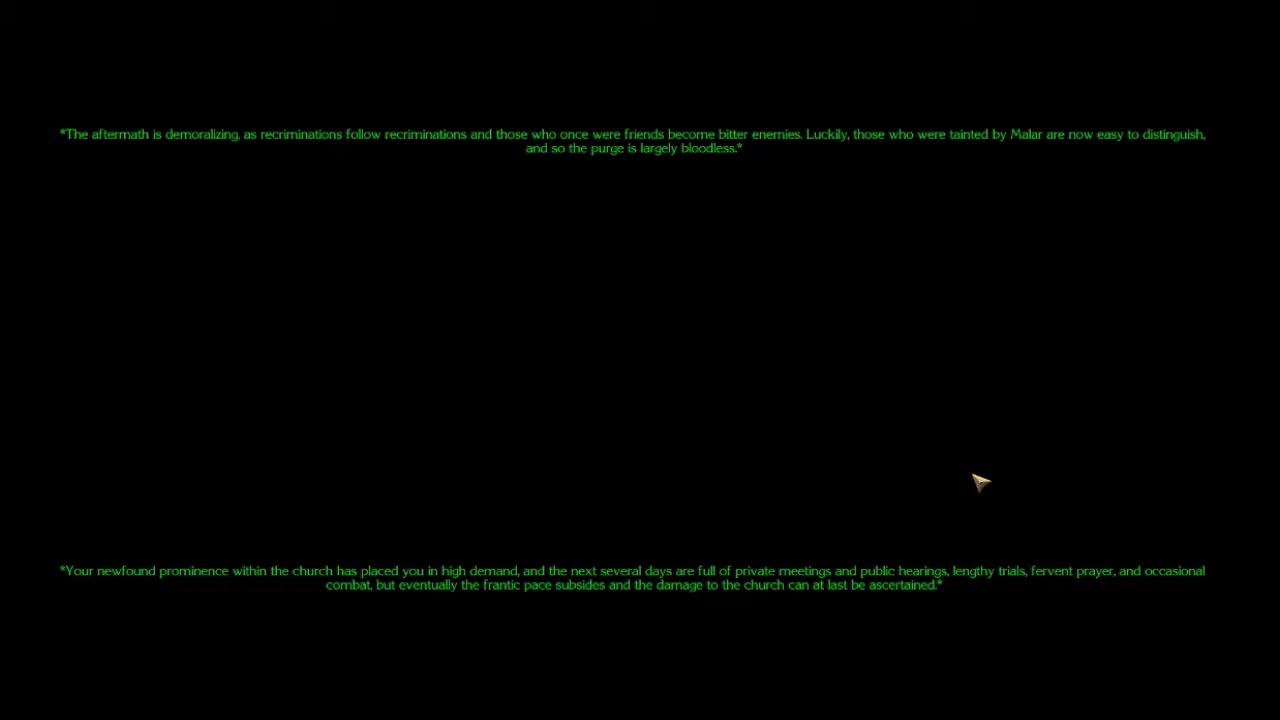 *The aftermath is demoralizing, as recriminations follow recriminations and those who once were friends become bitter enemies. Luckily, those who were tainted by Malar are now easy to distinguish,
and so the purge is largely bloodless.*
*Your newfound prominence within the church has placed you in high demand, and the next several days are full of private meetings and public hearings, lengthy trials, fervent prayer, and occasional
combat, but eventually the frantic pace subsides and the damage to the church can at last be ascertained.*